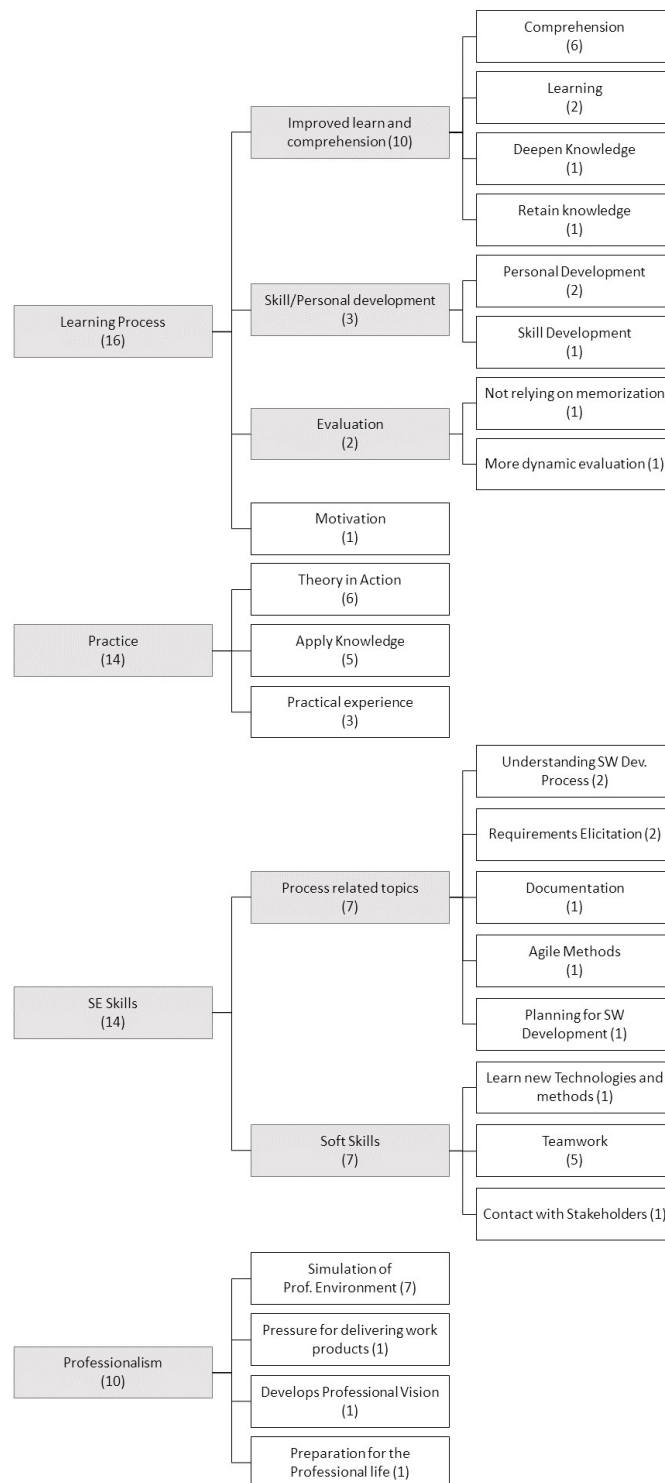 Comprehension
(6)
Learning
(2)
Improved learn and
comprehension (10)
Deepen Knowledge
(1)
Retain knowledge
(1)
Personal Development
(2)
Skill/Personal development
(3)
Learning Process
(16)
Skill Development
(1)
Not relying on memorization
(1)
Evaluation
(2)
More dynamic evaluation (1)
Motivation
(1)
Theory in Action
(6)
Practice
(14)
Apply Knowledge
(5)
Practical experience
(3)
Understanding SW Dev.
Process (2)
Requirements Elicitation (2)
Process related topics
(7)
Documentation
(1)
Agile Methods
(1)
SE Skills
(14)
Planning for SW
Development (1)
Learn new Technologies and
methods (1)
Soft Skills
(7)
Teamwork
(5)
Contact with Stakeholders (1)
Simulation of
Prof. Environment (7)
Pressure for delivering work
products (1)
Professionalism
(10)
Develops Professional Vision
(1)
Preparation for the
Professional life (1)